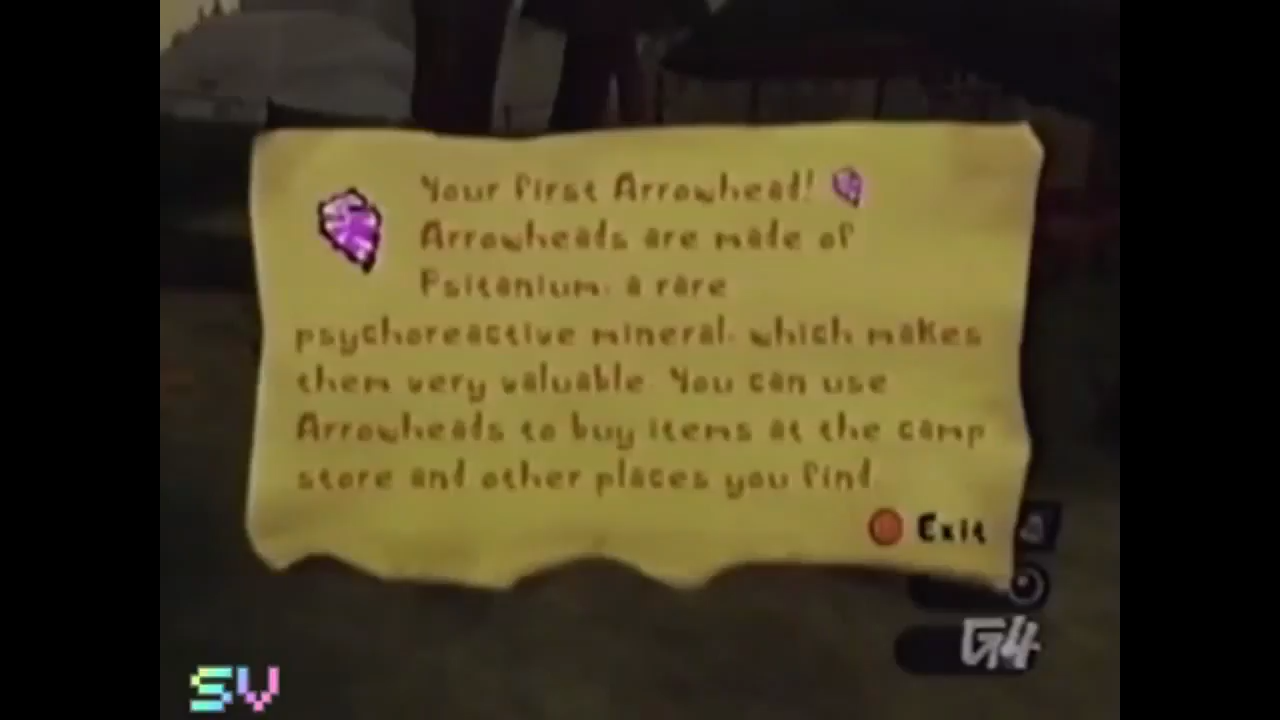 Your first Arrowhead!
Arrowheads are made of
Psitanium, a rare
psychoreactive mineral, which makes
them very valuable. You can use
Arrowheads to buy items at the camp
store and other places you find.
Exit
G4
SV